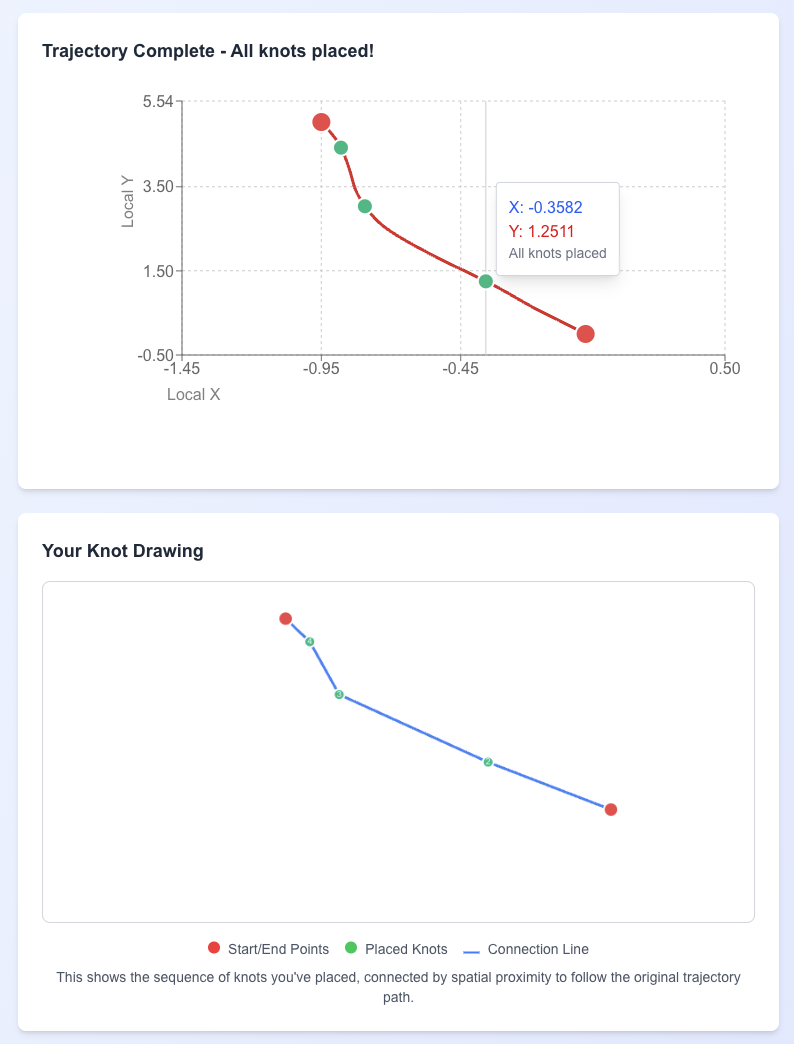 Trajectory Complete - All knots placed!
5.54
3.50
1.50
-0.50
Local Y
X: -0.3582
Y: 1.2511
All knots placed
-1.45
-0.95
-0.45
0.50
Local X
Your Knot Drawing
4
3
2
Start/End Points
Placed Knots
Connection Line
This shows the sequence of knots you've placed, connected by spatial proximity to follow the original trajectory
path.